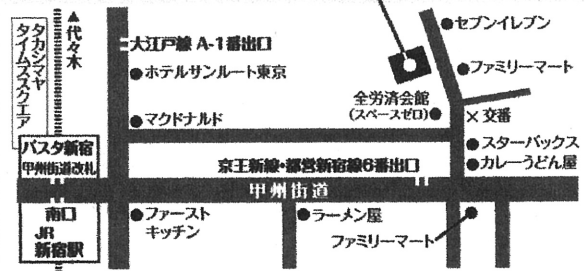 ▲代々木
タカシマヤ
タイムズスクエア
大江戸線 A-1番出口
●ホテルサンルート東京
●マクドナルド
●セブンイレブン
●ファミリーマート
全労済会館
(スペースゼロ)●
×交番
●スターバックス
●カレーうどん屋
バスタ新宿
甲州街道改札
京王新線・都営新宿線6番出口
甲州街道
南口
JR
新宿駅
●ファースト
キッチン
●ラーメン屋
ファミリーマート